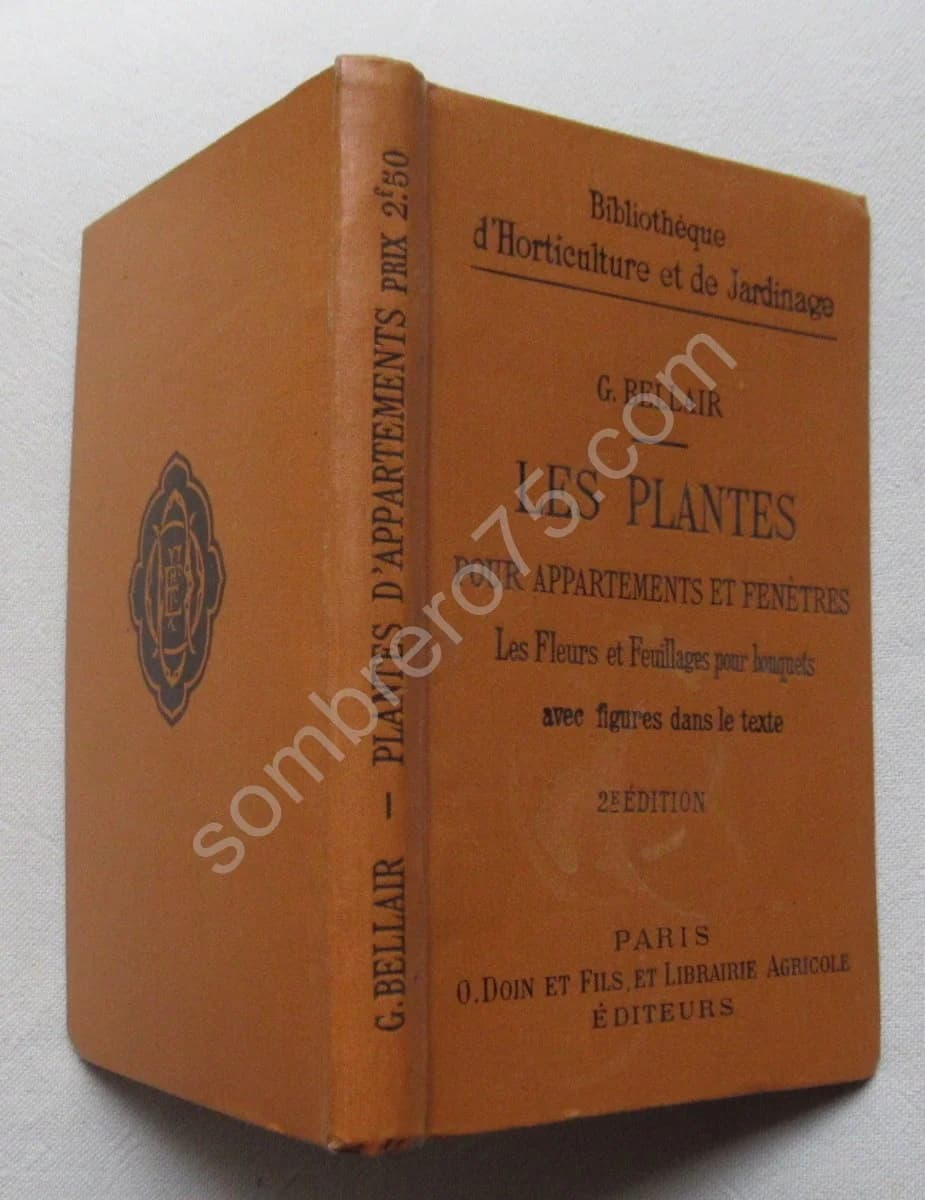 G. BELLAIR — PLANTES D'APPARTEMENTS PRIX 2f.50
Bibliothèque
d'Horticulture et de Jardinage
G. BELLAIR
LES PLANTES
POUR APPARTEMENTS ET FENÊTRES
Les Fleurs et Feuillages pour bouquets
avec figures dans le texte
2E ÉDITION
PARIS
O. DOIN ET FILS, ET LIBRAIRIE AGRICOLE
ÉDITEURS
sombrero75.com